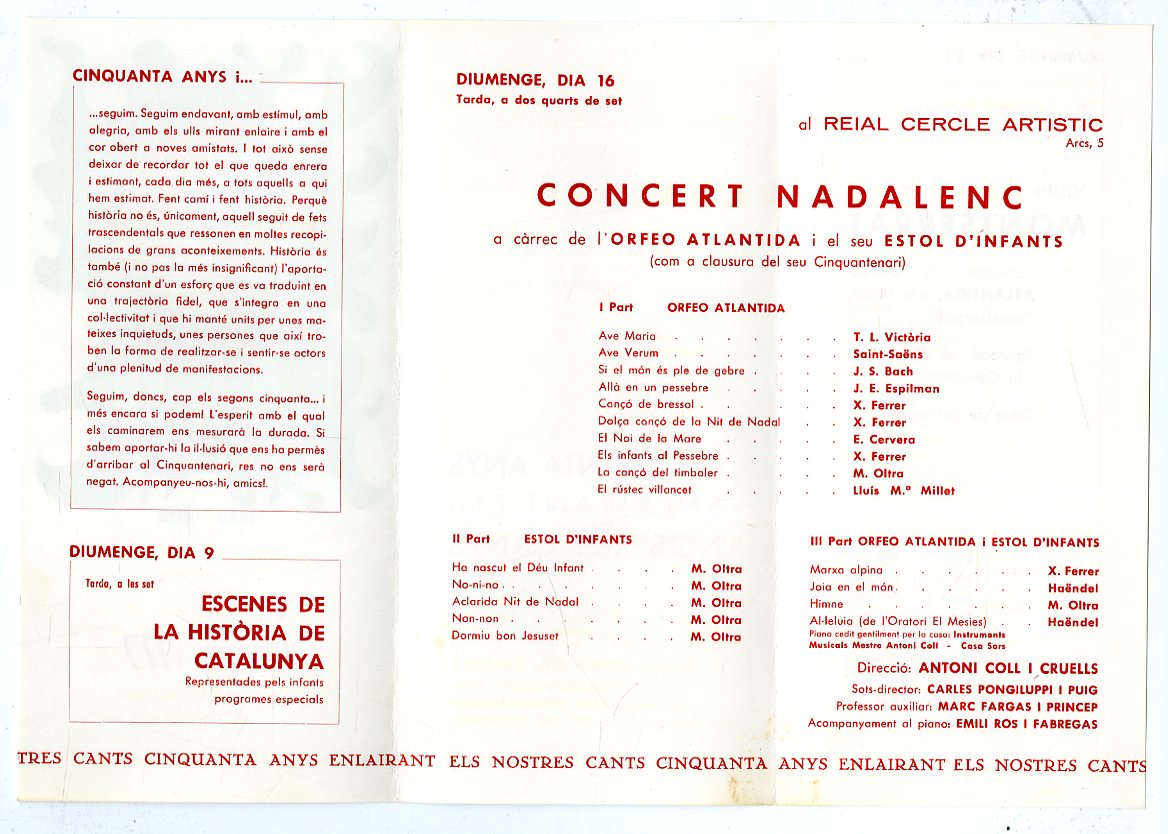 CINQUANTA ANYS i...
...seguim. Seguim endavant, amb estímul, amb
alegria, amb els ulls mirant enlaire i amb el
cor obert a noves amistats. I tot això sense
deixar de recordar tot el que queda enrera
i estimant, cada dia més, a tots aquells a qui
hem estimat. Fent camí i fent història. Perquè
història no és, únicament, aquell seguit de fets
trascendentals que ressonen en moltes recopi-
lacions de grans aconteixements. Història és
també (i no pas la més insignificant) l'aporta-
ció constant d'un esforç que es va traduint en
una trajectòria fidel, que s'integra en una
col·lectivitat i que hi manté units per unes ma-
teixes inquietuds, unes persones que així tro-
ben la forma de realitzar-se i sentir-se actors
d'una plenitud de manifestacions.
Seguim, doncs, cap els segons cinquanta... i
més encara si podem! L'esperit amb el qual
els caminarem ens mesurarà la durada. Si
sabem aportar-hi la il·lusió que ens ha permès
d'arribar al Cinquantenari, res no ens serà
negat. Acompanyeu-nos-hi, amics!.
DIUMENGE, DIA 9
Tarda, a les set
ESCENES DE
LA HISTÒRIA DE
CATALUNYA
Representades pels infants
programes especials
DIUMENGE, DIA 16
Tarda, a dos quarts de set
al REIAL CERCLE ARTISTIC
Arcs, 5
CONCERT NADALENC
a càrrec de l'ORFEO ATLANTIDA i el seu ESTOL D'INFANTS
(com a clausura del seu Cinquantenari)
I Part ORFEO ATLANTIDA
Ave Maria . . . . . . . T. L. Victòria
Ave Verum . . . . . . . Saint-Saëns
Si el món és ple de gebre . . . . J. S. Bach
Allà en un pessebre . . . . . J. E. Espilman
Cançó de bressol . . . . . . X. Ferrer
Dolça cançó de la Nit de Nadal . . X. Ferrer
El Noi de la Mare . . . . . E. Cervera
Els infants al Pessebre . . . . . X. Ferrer
La cançó del timbaler . . . . . M. Oltra
El rústec villancet . . . . . Lluís M.ª Millet
II Part ESTOL D'INFANTS
Ha nascut el Déu Infant . . . . M. Oltra
No-ni-no . . . . . . . M. Oltra
Aclarida Nit de Nadal . . . . M. Oltra
Non-non . . . . . . M. Oltra
Dormiu bon Jesuset . . . . M. Oltra
III Part ORFEO ATLANTIDA i ESTOL D'INFANTS
Marxa alpina . . . . . . X. Ferrer
Joia en el món . . . . . . Haëndel
Himne . . . . . . . M. Oltra
Al·leluia (de l'Oratori El Mesies) . . Haëndel
Piano cedit gentilment per la casa: Instruments
Musicals Mestro Antoni Coll - Casa Sors
Direcció: ANTONI COLL I CRUELLS
Sots-director: CARLES PONGILUPPI I PUIG
Professor auxiliar: MARC FARGAS I PRINCEP
Acompanyament al piano: EMILI ROS I FABREGAS
TRES CANTS CINQUANTA ANYS ENLAIRANT ELS NOSTRES CANTS CINQUANTA ANYS ENLAIRANT ELS NOSTRES CANTS